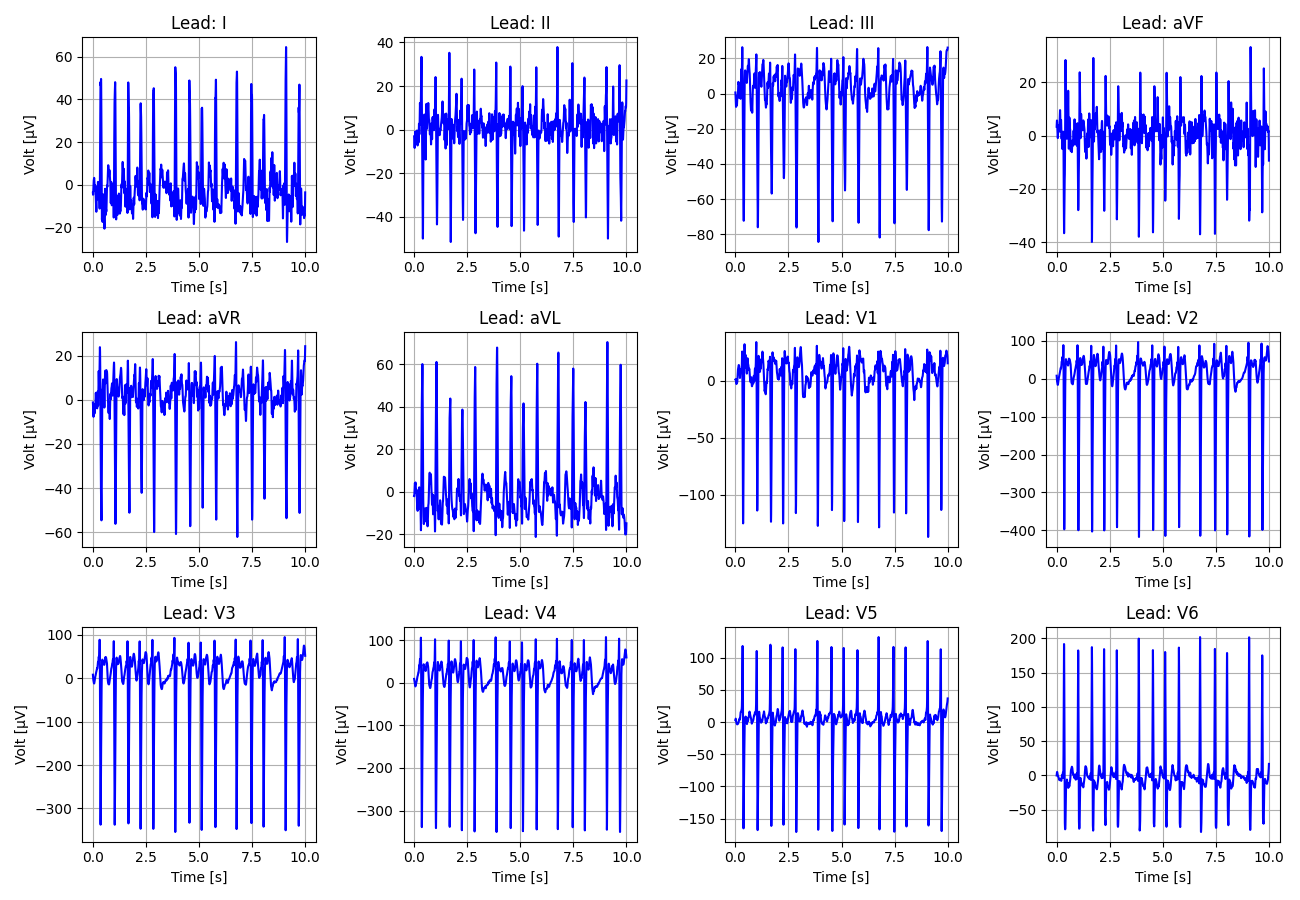 Lead: I
Lead: II
Lead: III
Lead: aVF
Volt [µV]
60
40
20
0
−20
Volt [µV]
40
20
0
−20
−40
Volt [µV]
20
0
−20
−40
−60
−80
Volt [µV]
20
0
−20
−40
0.0 2.5 5.0 7.5 10.0
0.0 2.5 5.0 7.5 10.0
0.0 2.5 5.0 7.5 10.0
0.0 2.5 5.0 7.5 10.0
Time [s]
Time [s]
Time [s]
Time [s]
Lead: aVR
Lead: aVL
Lead: V1
Lead: V2
Volt [µV]
20
0
−20
−40
−60
Volt [µV]
60
40
20
0
−20
Volt [µV]
0
−50
−100
Volt [µV]
100
0
−100
−200
−300
−400
0.0 2.5 5.0 7.5 10.0
0.0 2.5 5.0 7.5 10.0
0.0 2.5 5.0 7.5 10.0
0.0 2.5 5.0 7.5 10.0
Time [s]
Time [s]
Time [s]
Time [s]
Lead: V3
Lead: V4
Lead: V5
Lead: V6
Volt [µV]
100
0
−100
−200
−300
Volt [µV]
100
0
−100
−200
−300
Volt [µV]
100
50
0
−50
−100
−150
Volt [µV]
200
150
100
50
0
−50
0.0 2.5 5.0 7.5 10.0
0.0 2.5 5.0 7.5 10.0
0.0 2.5 5.0 7.5 10.0
0.0 2.5 5.0 7.5 10.0
Time [s]
Time [s]
Time [s]
Time [s]